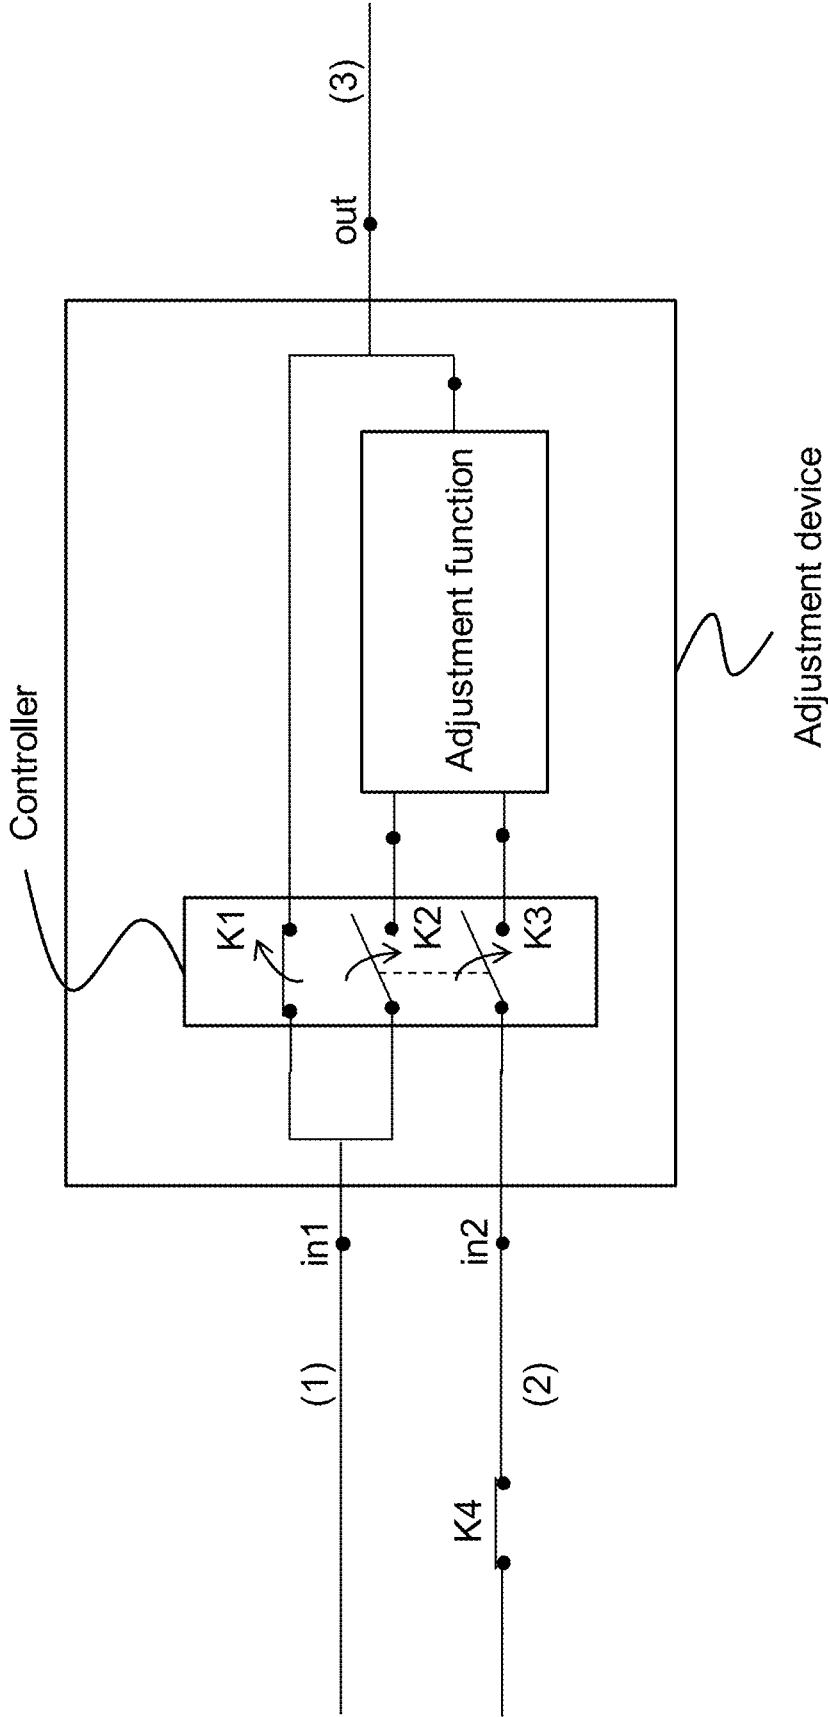 Controller
(1)
in1
K1
out
(3)
K2
Adjustment function
K4
(2)
in2
K3
Adjustment device